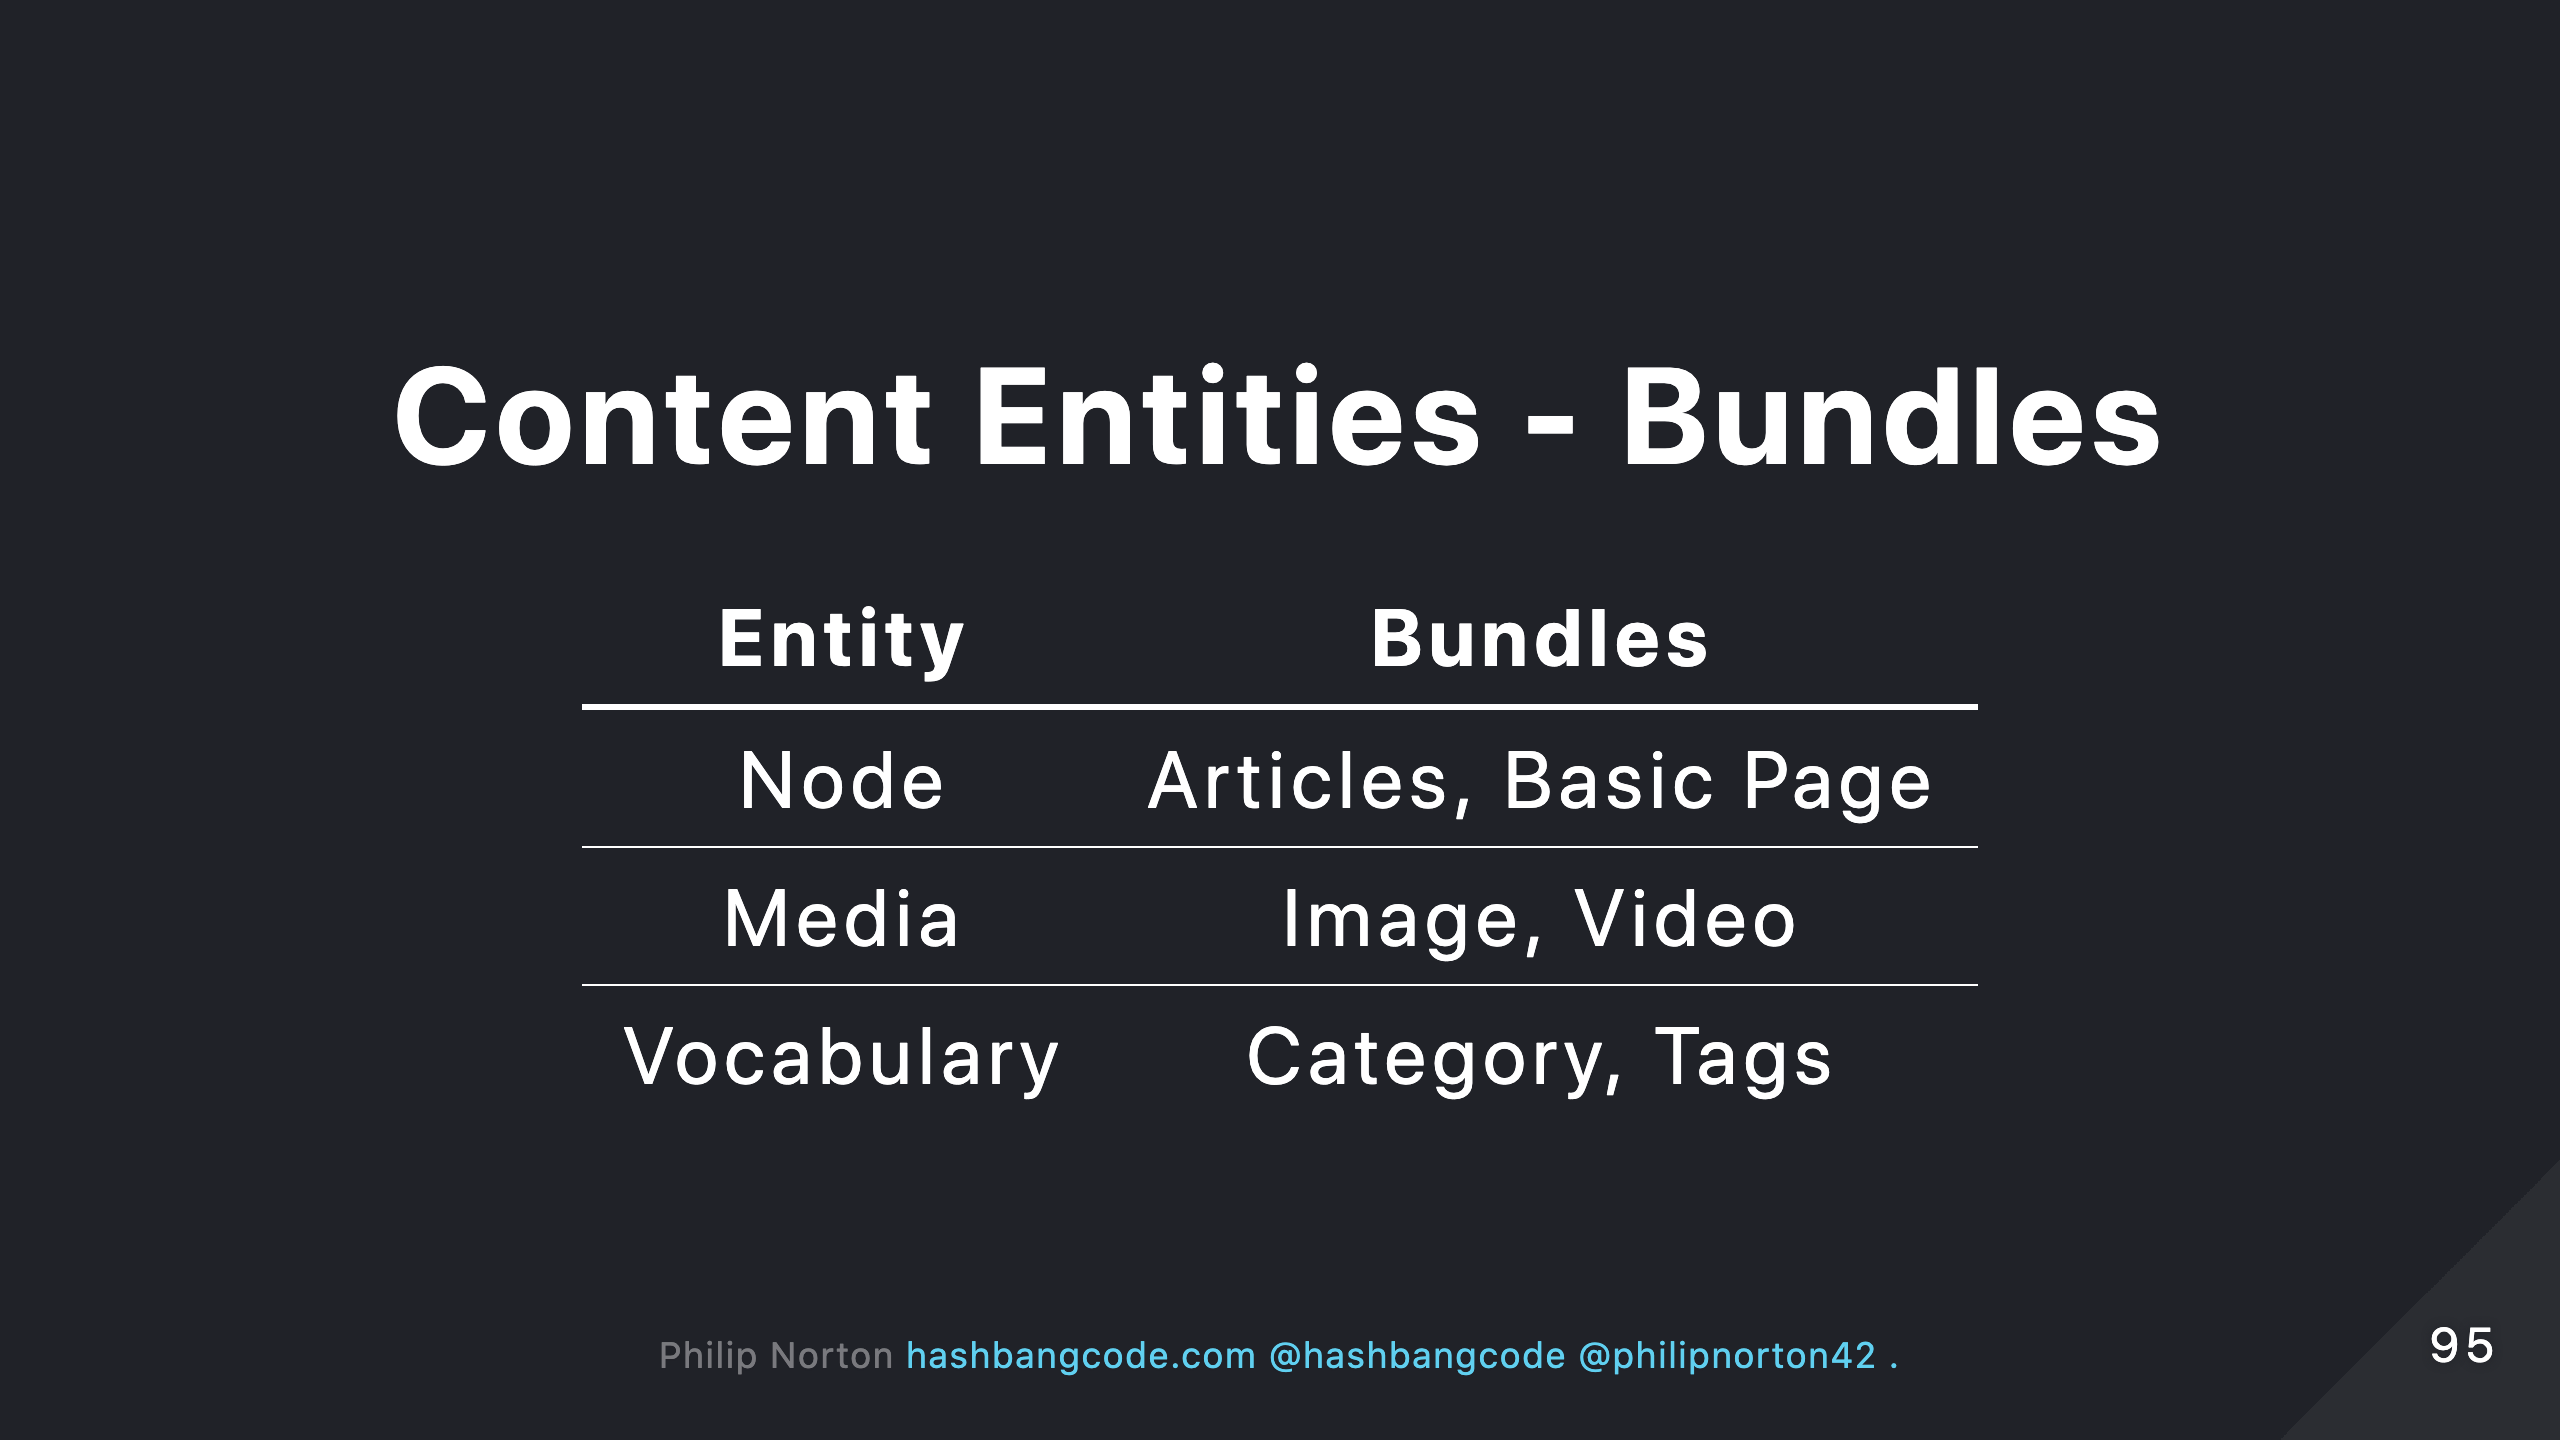 Content Entities - Bundles
Entity Bundles
Node Articles, Basic Page
Media Image, Video
Vocabulary Category, Tags
Philip Norton hashbangcode.com @hashbangcode @philipnorton42 .
95